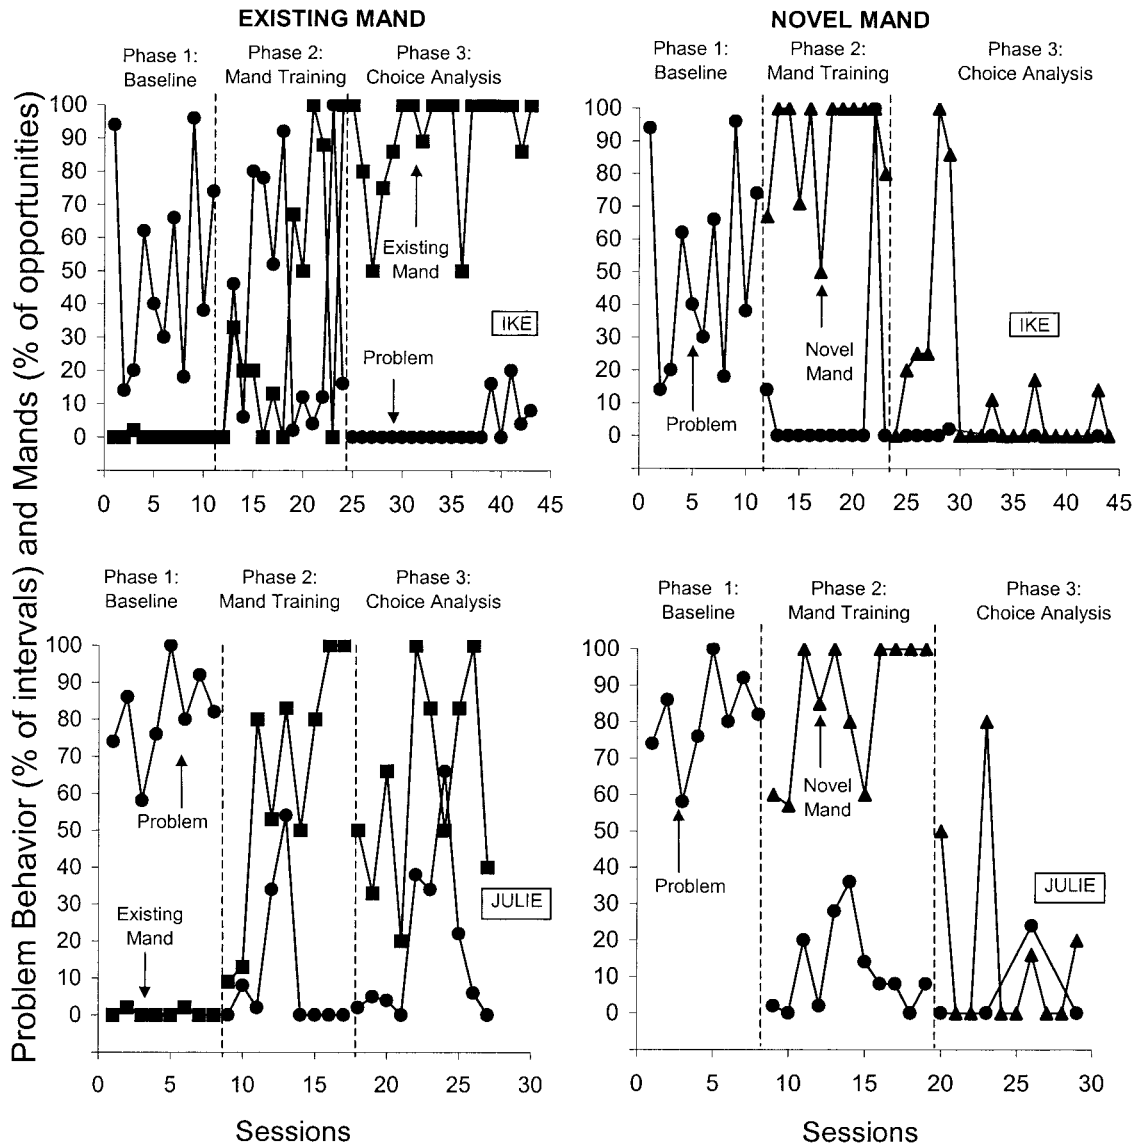 EXISTING MAND
NOVEL MAND
Problem Behavior (% of intervals) and Mands (% of opportunities)
Phase 1:
Baseline
Phase 2:
Mand Training
Phase 3:
Choice Analysis
100
90
80
70
60
50
40
30
20
10
0
Existing
Mand
Problem
IKE
0 5 10 15 20 25 30 35 40 45
Phase 1:
Baseline
Phase 2:
Mand Training
Phase 3:
Choice Analysis
100
90
80
70
60
50
40
30
20
10
0
Novel
Mand
Problem
IKE
0 5 10 15 20 25 30 35 40 45
Phase 1:
Baseline
Phase 2:
Mand Training
Phase 3:
Choice Analysis
100
90
80
70
60
50
40
30
20
10
0
Problem
Existing
Mand
JULIE
0 5 10 15 20 25 30
Sessions
Phase 1:
Baseline
Phase 2:
Mand Training
Phase 3:
Choice Analysis
100
90
80
70
60
50
40
30
20
10
0
Novel
Mand
Problem
JULIE
0 5 10 15 20 25 30
Sessions